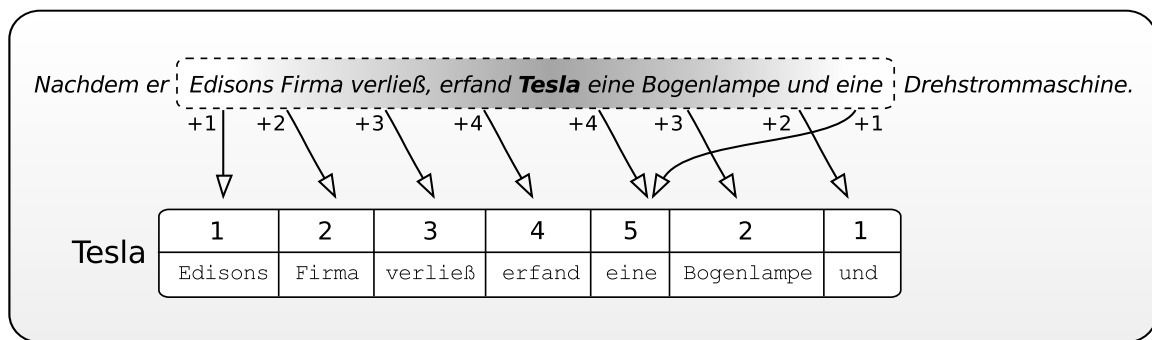 Nachdem er Edisons Firma verließ, erfand Tesla eine Bogenlampe und eine Drehstrommaschine.
+1 +2 +3 +4 +4 +3 +2 +1
1 2 3 4 5 2 1
Tesla
Edisons Firma verließ erfand eine Bogenlampe und